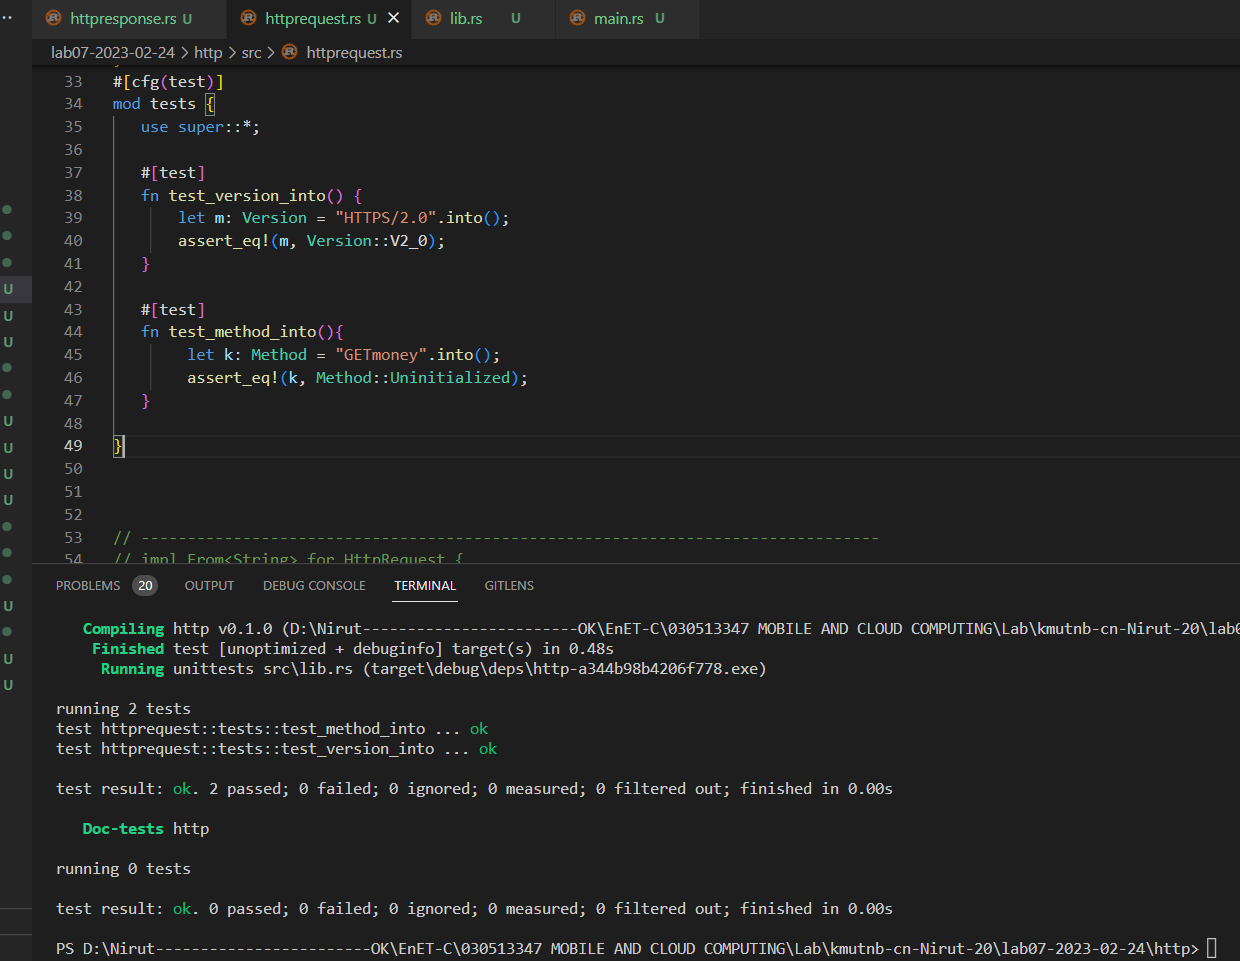 httpresponse.rs U httprequest.rs U lib.rs U main.rs U
lab07-2023-02-24 > http > src > httprequest.rs
33 #[cfg(test)]
34 mod tests {
35 use super::*;
36
37 #[test]
38 fn test_version_into() {
39 let m: Version = "HTTPS/2.0".into();
40 assert_eq!(m, Version::V2_0);
41 }
42
43 #[test]
44 fn test_method_into(){
45 let k: Method = "GETmoney".into();
46 assert_eq!(k, Method::Uninitialized);
47 }
48
49 }
50
51
52
53 // --------------------------------------------------------------------------------
54 // impl From<String> for HttpRequest {
U
U
U
U
U
U
U
U
U
U
PROBLEMS 20 OUTPUT DEBUG CONSOLE TERMINAL GITLENS
Compiling http v0.1.0 (D:\Nirut------------------------OK\EnET-C\030513347 MOBILE AND CLOUD COMPUTING\Lab\kmutnb-cn-Nirut-20\lab0
Finished test [unoptimized + debuginfo] target(s) in 0.48s
Running unittests src\lib.rs (target\debug\deps\http-a344b98b4206f778.exe)
running 2 tests
test httprequest::tests::test_method_into ... ok
test httprequest::tests::test_version_into ... ok
test result: ok. 2 passed; 0 failed; 0 ignored; 0 measured; 0 filtered out; finished in 0.00s
Doc-tests http
running 0 tests
test result: ok. 0 passed; 0 failed; 0 ignored; 0 measured; 0 filtered out; finished in 0.00s
PS D:\Nirut------------------------OK\EnET-C\030513347 MOBILE AND CLOUD COMPUTING\Lab\kmutnb-cn-Nirut-20\lab07-2023-02-24\http>